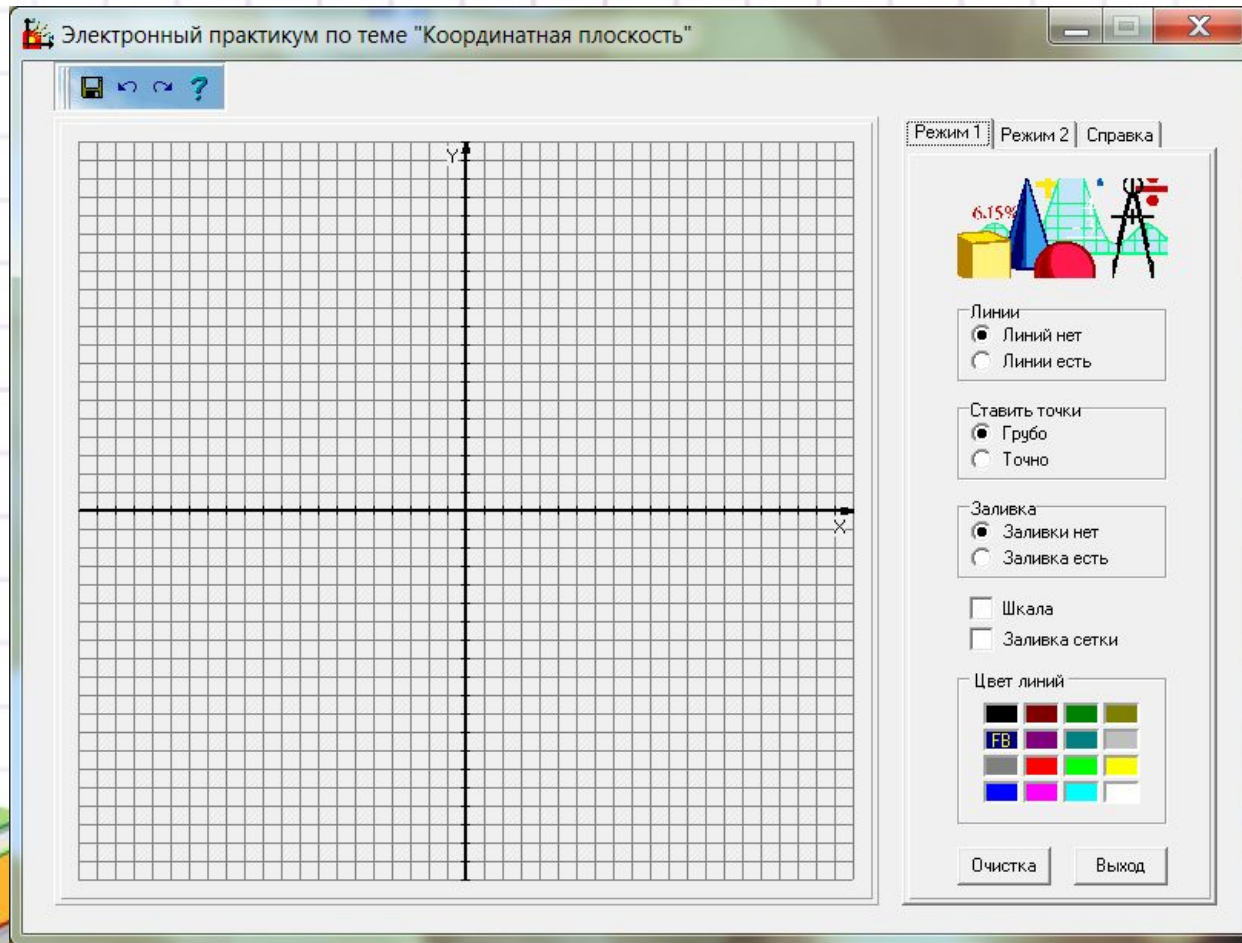 Электронный практикум по теме "Координатная плоскость"
?
Режим 1 Режим 2 Справка
6.15%
Y
X
Линии
Линий нет
Линии есть
Ставить точки
Грубо
Точно
Заливка
Заливки нет
Заливка есть
Шкала
Заливка сетки
Цвет линий
FB
Очистка Выход